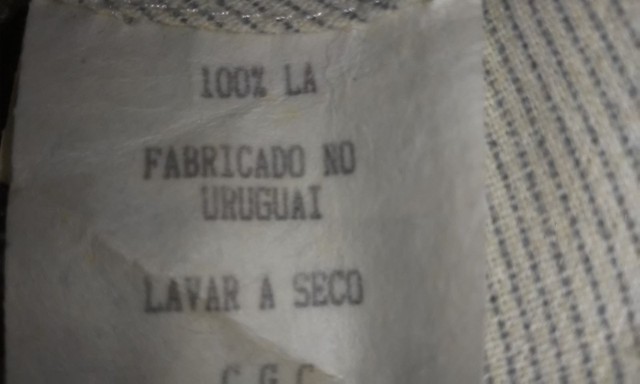 100% LA
FABRICADO NO
URUGUAI
LAVAR A SECO
C.G.C